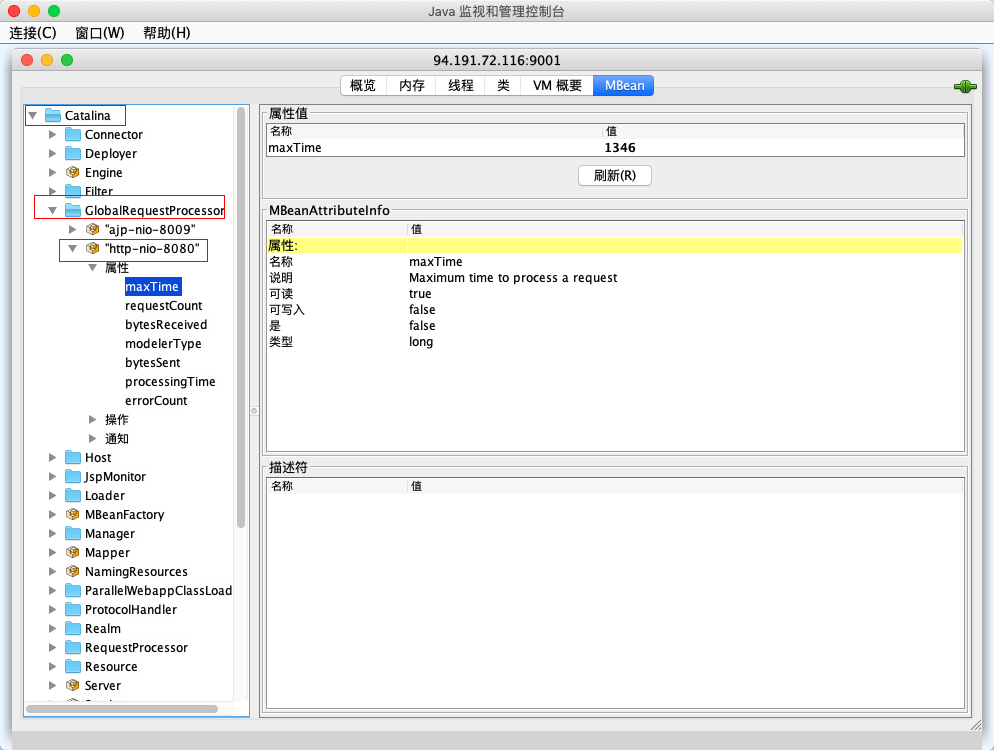 Java 监视和管理控制台
连接(C) 窗口(W) 帮助(H)
94.191.72.116:9001
概览 内存 线程 类 VM 概要 MBean
Catalina
Connector
Deployer
Engine
Filter
GlobalRequestProcessor
"ajp-nio-8009"
"http-nio-8080"
属性
maxTime
requestCount
bytesReceived
modelerType
bytesSent
processingTime
errorCount
操作
通知
Host
JspMonitor
Loader
MBeanFactory
Manager
Mapper
NamingResources
ParallelWebappClassLoad
ProtocolHandler
Realm
RequestProcessor
Resource
Server
属性值
名称 值
maxTime 1346
刷新(R)
MBeanAttributeInfo
名称 值
属性:
名称 maxTime
说明 Maximum time to process a request
可读 true
可写入 false
是 false
类型 long
描述符
名称 值